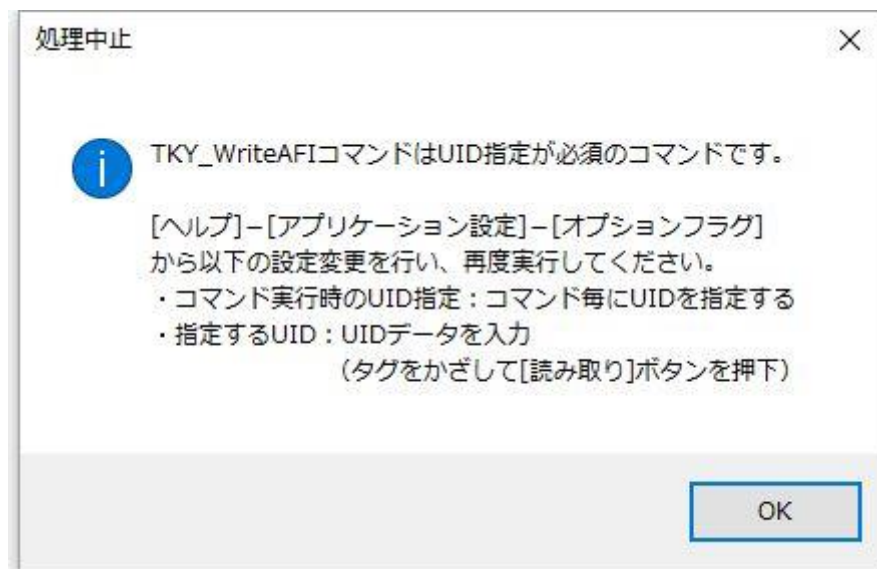 処理中止
TKY_WriteAFIコマンドはUID指定が必須のコマンドです。
[ヘルプ]−[アプリケーション設定]−[オプションフラグ]
から以下の設定変更を行い、再度実行してください。
・コマンド実行時のUID指定：コマンド毎にUIDを指定する
・指定するUID：UIDデータを入力
（タグをかざして[読み取り]ボタンを押下）
OK